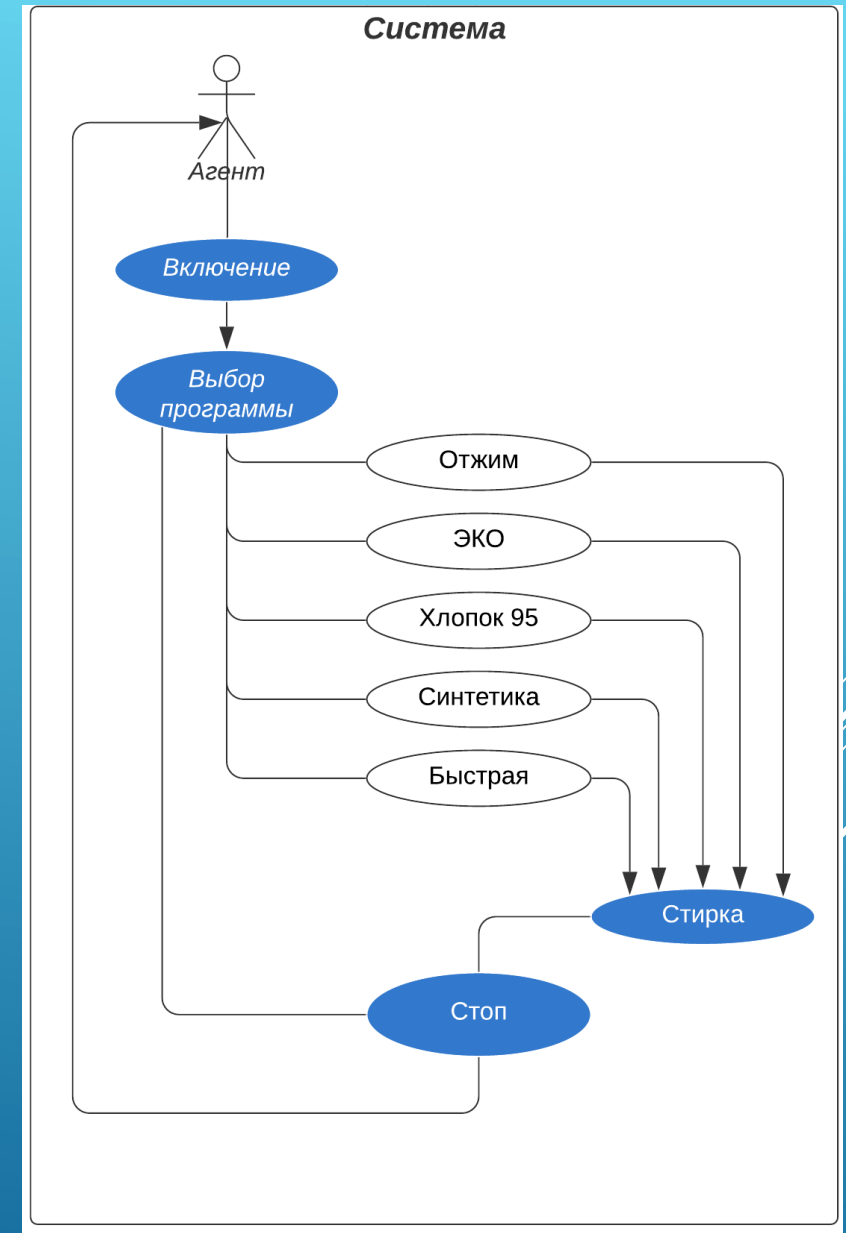 Система
Агент
Включение
Выбор
программы
Отжим
ЭКО
Хлопок 95
Синтетика
Быстрая
Стирка
Стоп